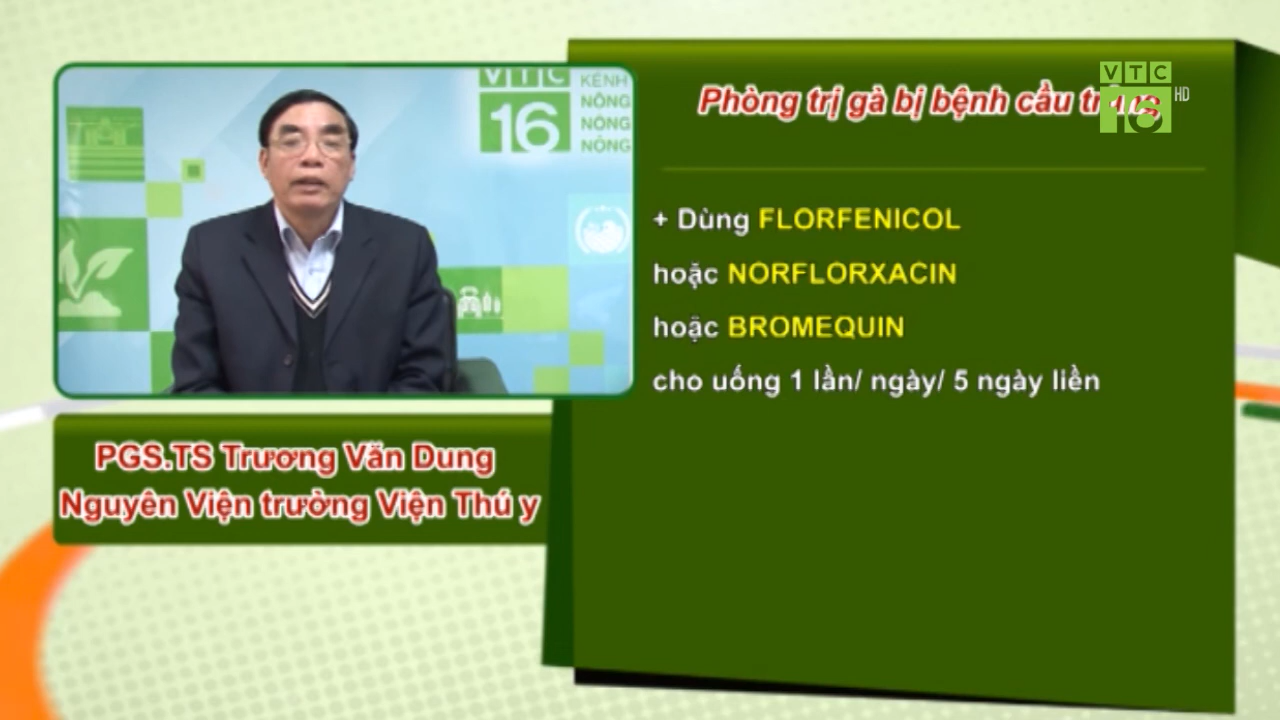 VTC
16
KÊNH
NÔNG
NÔNG
NÔNG
PGS.TS Trương Văn Dung
Nguyên Viện trường Viện Thú y
Phòng trị gà bị bệnh cầu trùng
VTC
16
HD
+ Dùng FLORFENICOL
hoặc NORFLORXACIN
hoặc BROMEQUIN
cho uống 1 lần/ ngày/ 5 ngày liền